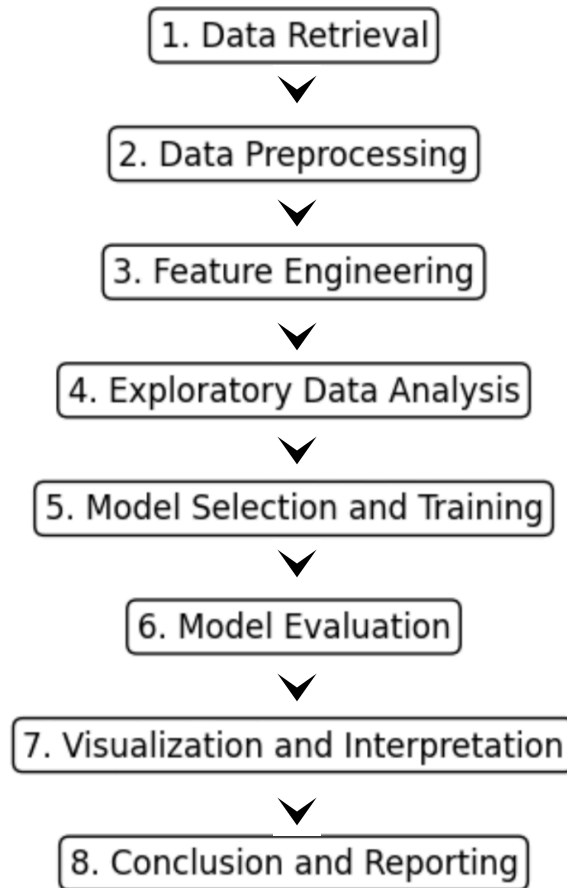 1. Data Retrieval
2. Data Preprocessing
3. Feature Engineering
4. Exploratory Data Analysis
5. Model Selection and Training
6. Model Evaluation
7. Visualization and Interpretation
8. Conclusion and Reporting